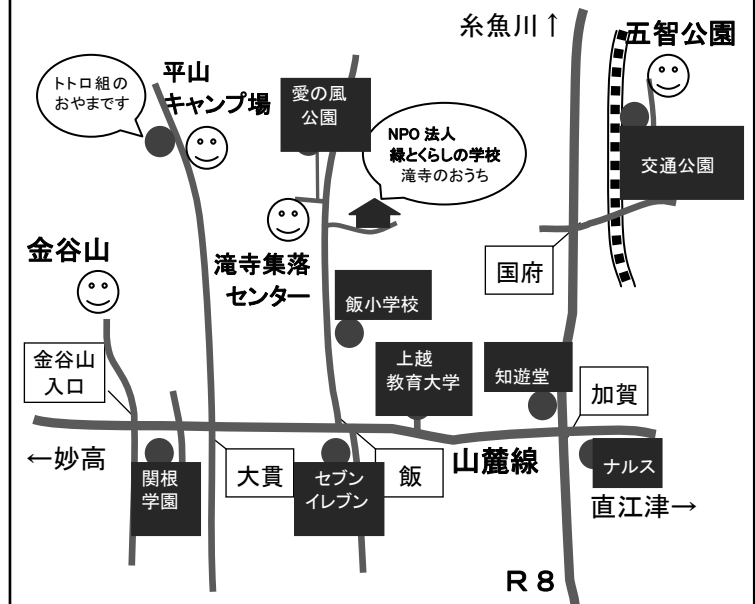 糸魚川↑
五智公園
トトロ組の
おやまです
平山
キャンプ場
愛の風
公園
NPO 法人
緑とくらしの学校
滝寺のおうち
交通公園
金谷山
滝寺集落
センター
国府
飯小学校
金谷山
入口
上越
教育大学
知遊堂
加賀
←妙高
関根
学園
大貫
セブン
イレブン
飯
山麓線
ナルス
直江津→
R8